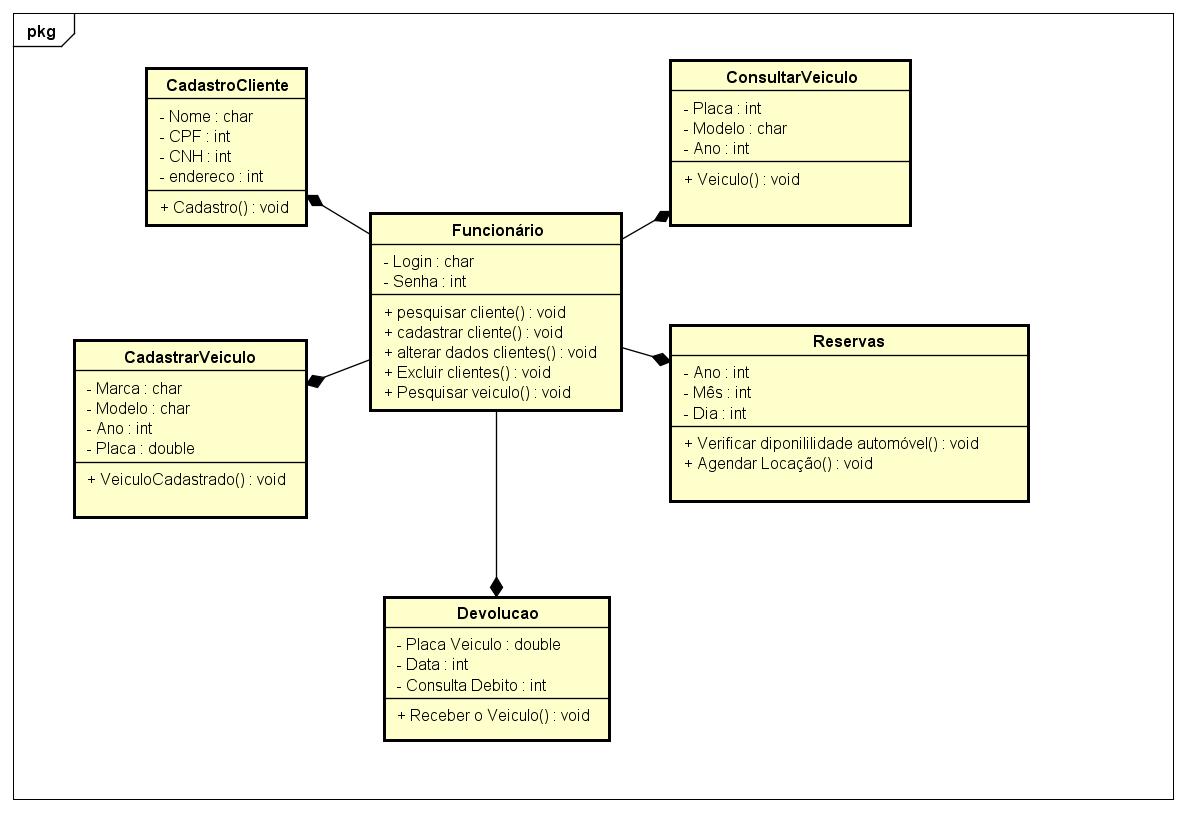 pkg
CadastroCliente
- Nome : char
- CPF : int
- CNH : int
- endereco : int
+ Cadastro() : void
ConsultarVeiculo
- Placa : int
- Modelo : char
- Ano : int
+ Veiculo() : void
Funcionário
- Login : char
- Senha : int
+ pesquisar cliente() : void
+ cadastrar cliente() : void
+ alterar dados clientes() : void
+ Excluir clientes() : void
+ Pesquisar veiculo() : void
CadastrarVeiculo
- Marca : char
- Modelo : char
- Ano : int
- Placa : double
+ VeiculoCadastrado() : void
Reservas
- Ano : int
- Mês : int
- Dia : int
+ Verificar diponililidade automóvel() : void
+ Agendar Locação() : void
Devolucao
- Placa Veiculo : double
- Data : int
- Consulta Debito : int
+ Receber o Veiculo() : void